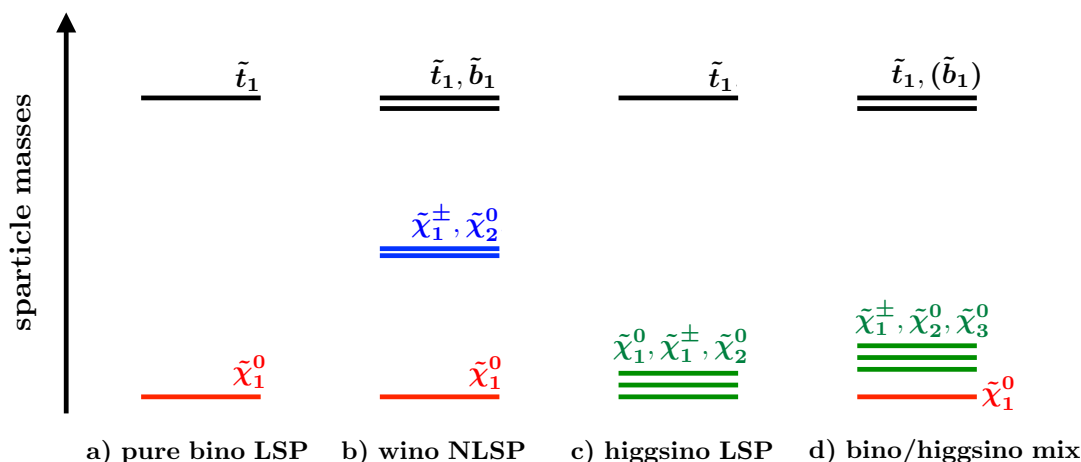 sparticle masses
t̃₁
t̃₁, b̃₁
t̃₁
t̃₁, (b̃₁)
χ̃₁±, χ̃₂⁰
χ̃₁⁰
χ̃₁⁰
χ̃₁⁰, χ̃₁±, χ̃₂⁰
χ̃₁±, χ̃₂⁰, χ̃₃⁰
χ̃₁⁰
a) pure bino LSP
b) wino NLSP
c) higgsino LSP
d) bino/higgsino mix